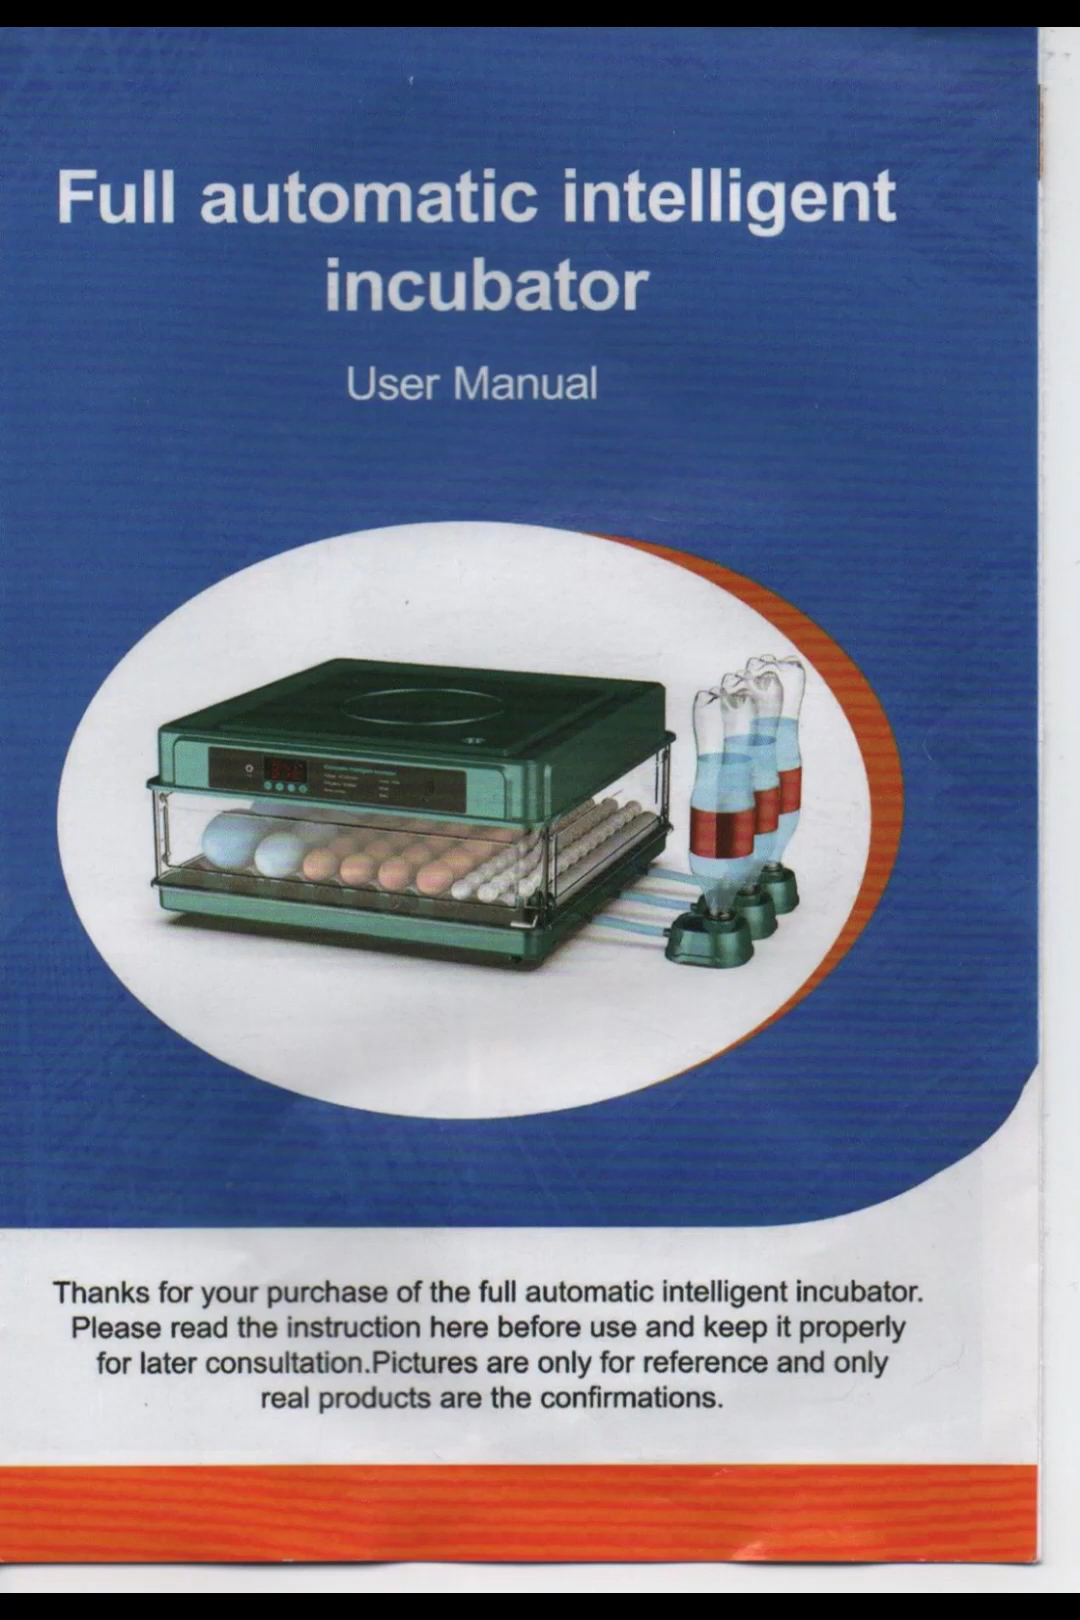 Full automatic intelligent
incubator
User Manual
Thanks for your purchase of the full automatic intelligent incubator.
Please read the instruction here before use and keep it properly
for later consultation.Pictures are only for reference and only
real products are the confirmations.